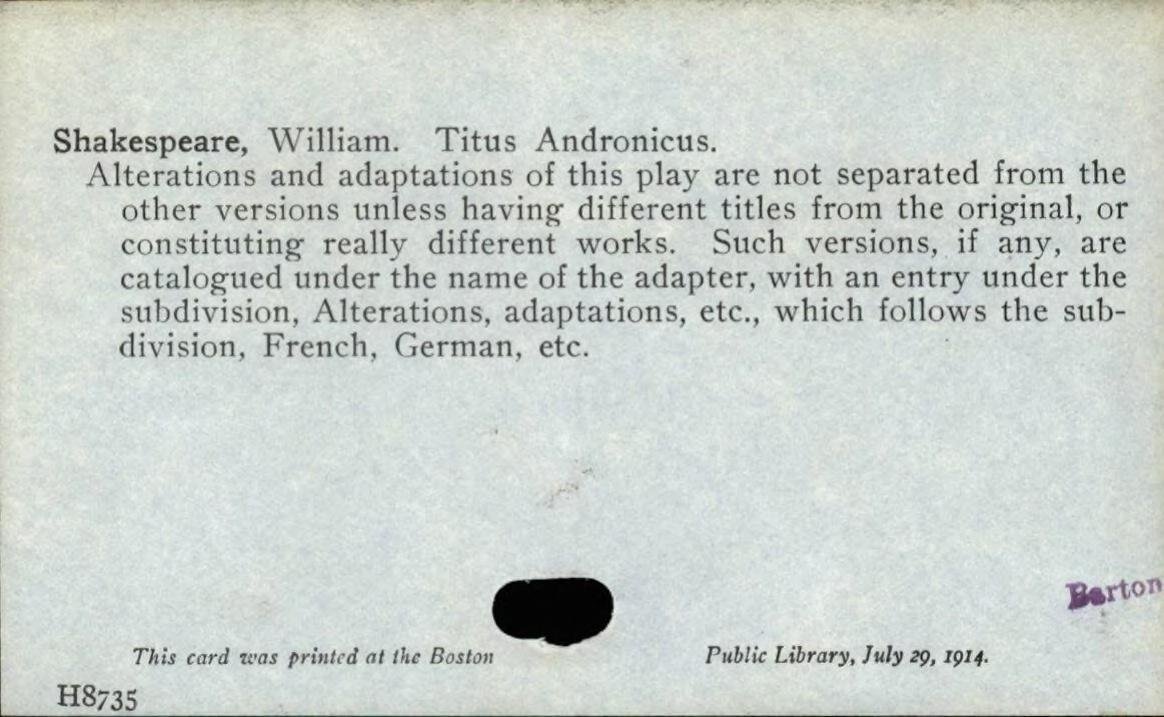 Shakespeare, William. Titus Andronicus.
Alterations and adaptations of this play are not separated from the
other versions unless having different titles from the original, or
constituting really different works. Such versions, if any, are
catalogued under the name of the adapter, with an entry under the
subdivision, Alterations, adaptations, etc., which follows the sub-
division, French, German, etc.
Barton
This card was printed at the Boston Public Library, July 29, 1914.
H8735